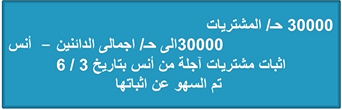 30000 حـ/ المشتريات
30000الى حـ/ اجمالى الدائنين – أنس
اثبات مشتريات آجلة من أنس بتاريخ 3 / 6
تم السهو عن اثباتها